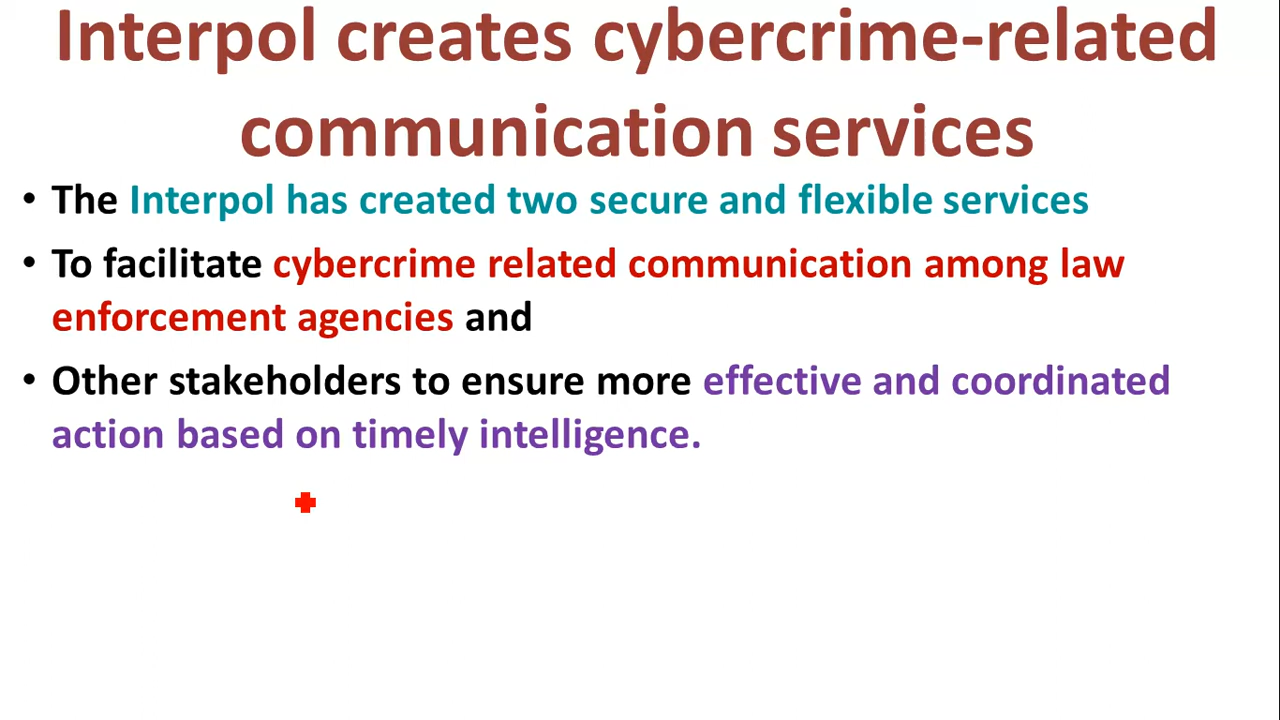 Interpol creates cybercrime-related
communication services
• The Interpol has created two secure and flexible services
• To facilitate cybercrime related communication among law
enforcement agencies and
• Other stakeholders to ensure more effective and coordinated
action based on timely intelligence.